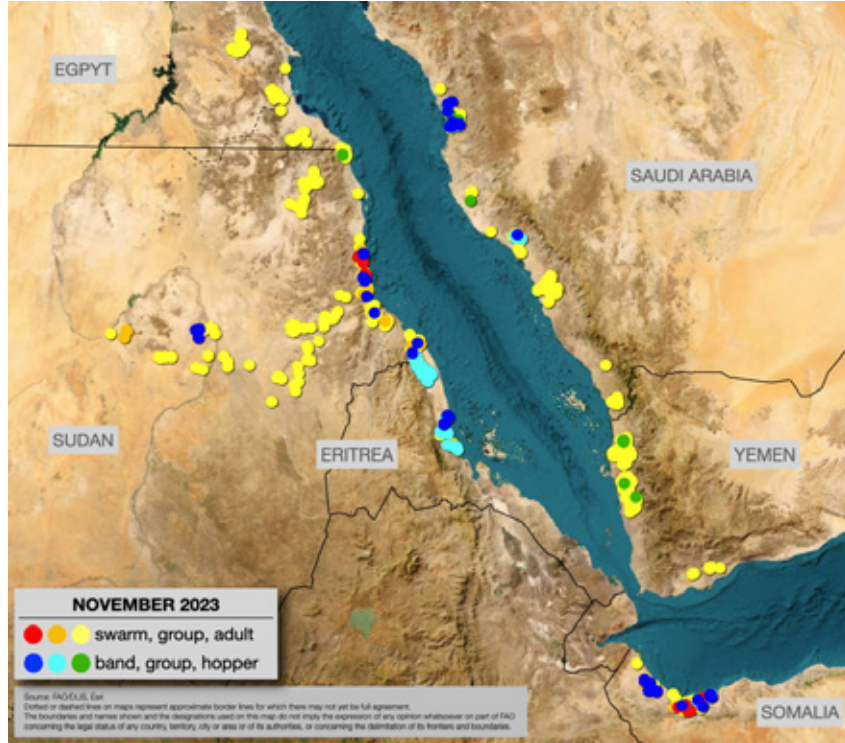 EGPYT
SAUDI ARABIA
SUDAN
ERITREA
YEMEN
NOVEMBER 2023
swarm, group, adult
band, group, hopper
Source: FAO/DLIS, Esri
Dotted or dashed lines on maps represent approximate border lines for which there may not yet be full agreement.
The boundaries and names shown and the designations used on this map do not imply the expression of any opinion whatsoever on part of FAO
concerning the legal status of any country, territory, city or area or of its authorities, or concerning the delimitation of its frontiers and boundaries.
SOMALIA